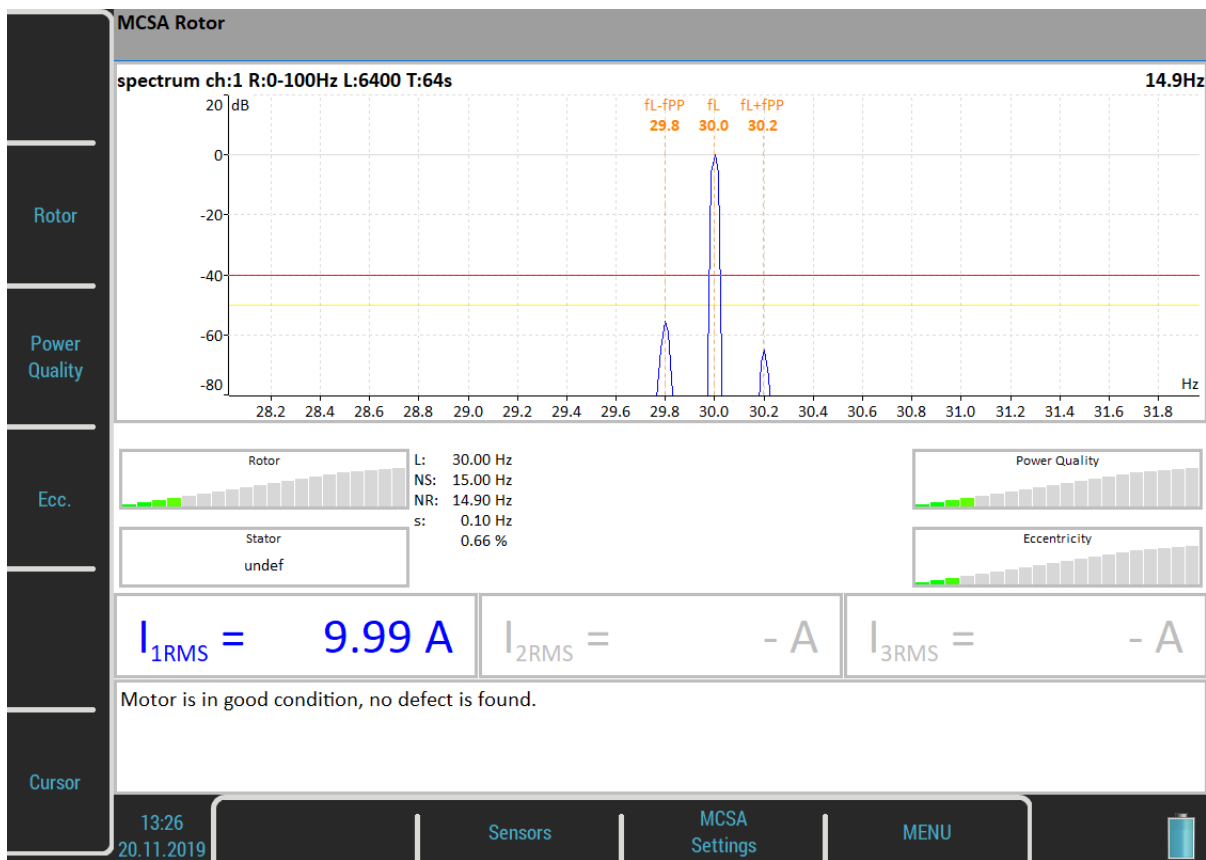 MCSA Rotor
spectrum ch:1 R:0-100Hz L:6400 T:64s 14.9Hz
20 dB
fL-fPP fL fL+fPP
29.8 30.0 30.2
0
-20
-40
-60
-80
Hz
28.2 28.4 28.6 28.8 29.0 29.2 29.4 29.6 29.8 30.0 30.2 30.4 30.6 30.8 31.0 31.2 31.4 31.6 31.8
Rotor
Power
Quality
Ecc.
Cursor
Rotor
L: 30.00 Hz
NS: 15.00 Hz
NR: 14.90 Hz
s: 0.10 Hz
0.66 %
Stator
undef
Power Quality
Eccentricity
I1RMS = 9.99 A
I2RMS = - A
I3RMS = - A
Motor is in good condition, no defect is found.
13:26
20.11.2019
Sensors
MCSA
Settings
MENU